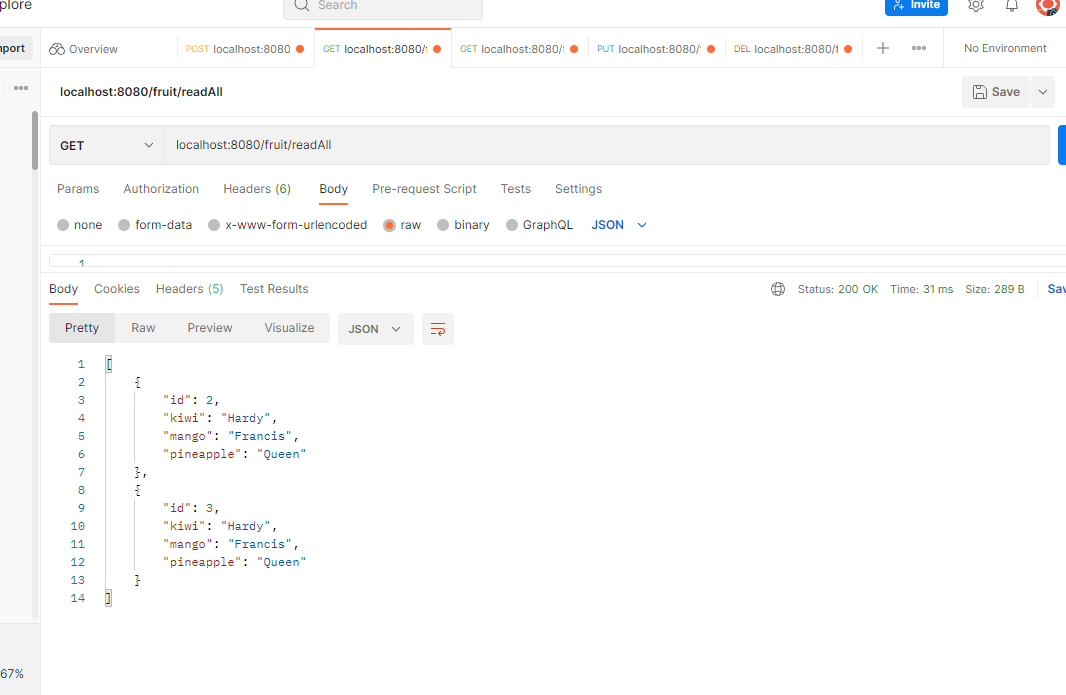 plore
Search
Invite
nport
Overview
POST localhost:8080
GET localhost:8080/
GET localhost:8080/
PUT localhost:8080/
DEL localhost:8080/f
No Environment
localhost:8080/fruit/readAll
Save
GET
localhost:8080/fruit/readAll
Params Authorization Headers (6) Body Pre-request Script Tests Settings
none form-data x-www-form-urlencoded raw binary GraphQL JSON
1
Body Cookies Headers (5) Test Results
Status: 200 OK Time: 31 ms Size: 289 B Sav
Pretty Raw Preview Visualize JSON
1 [
2 {
3 "id": 2,
4 "kiwi": "Hardy",
5 "mango": "Francis",
6 "pineapple": "Queen"
7 },
8 {
9 "id": 3,
10 "kiwi": "Hardy",
11 "mango": "Francis",
12 "pineapple": "Queen"
13 }
14 ]
67%